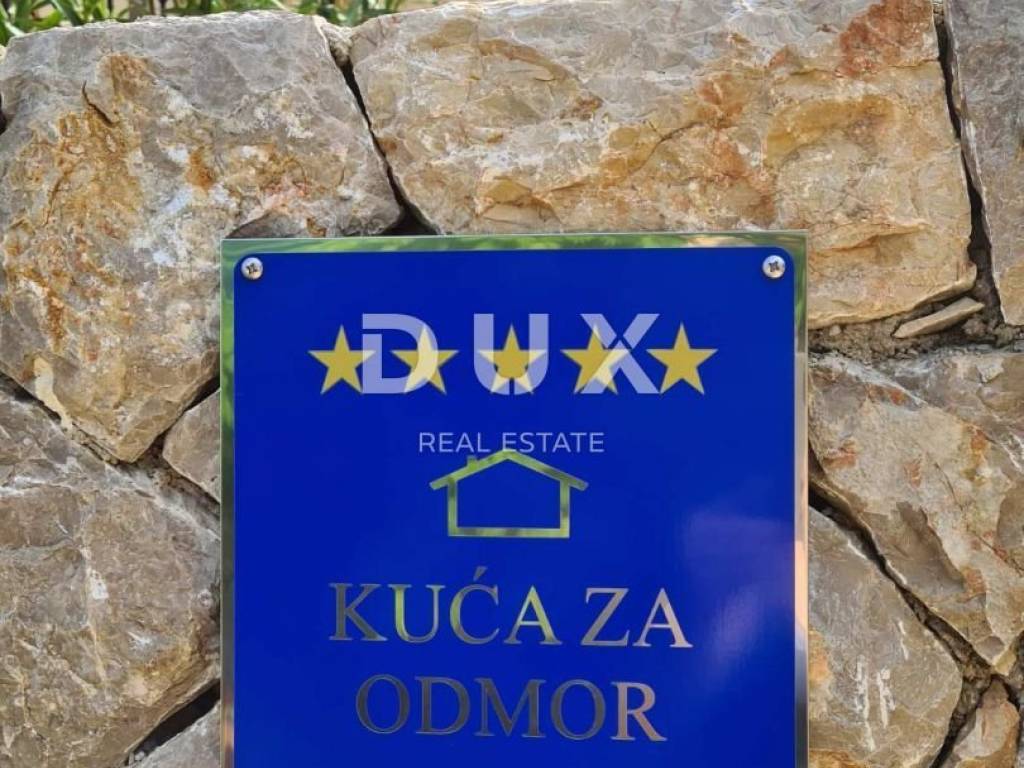 DUX
REAL ESTATE
KUĆA ZA
ODMOR